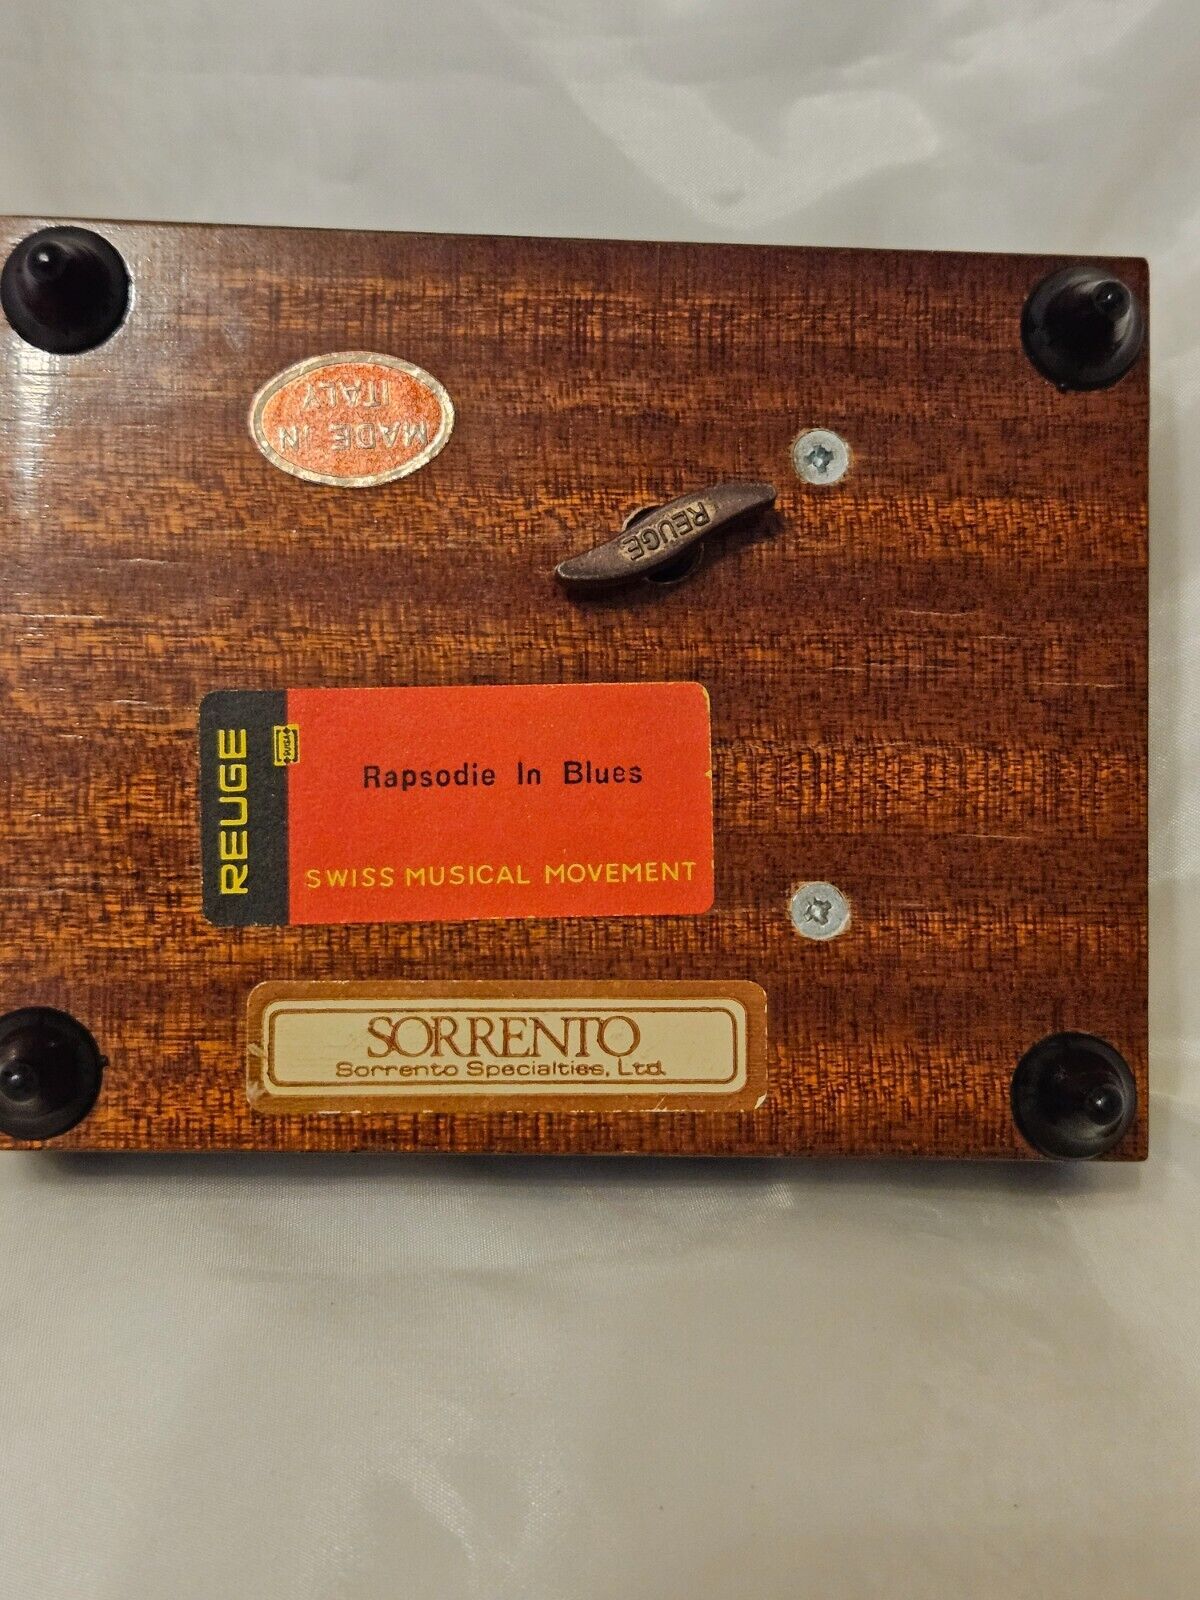 MADE IN
ITALY
REUGE
REUGE
Rapsodie In Blues
SWISS MUSICAL MOVEMENT
SORRENTO
Sorrento Specialties, Ltd.